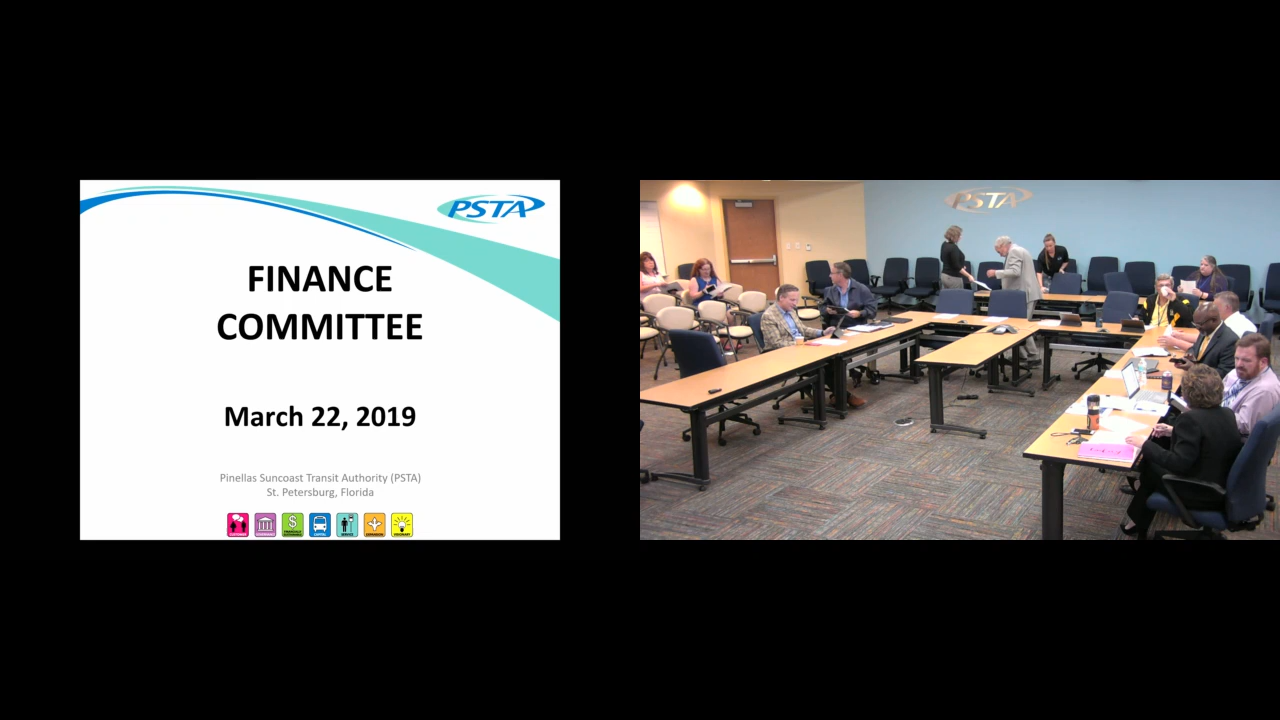 PSTA
FINANCE
COMMITTEE
March 22, 2019
Pinellas Suncoast Transit Authority (PSTA)
St. Petersburg, Florida
PSTA